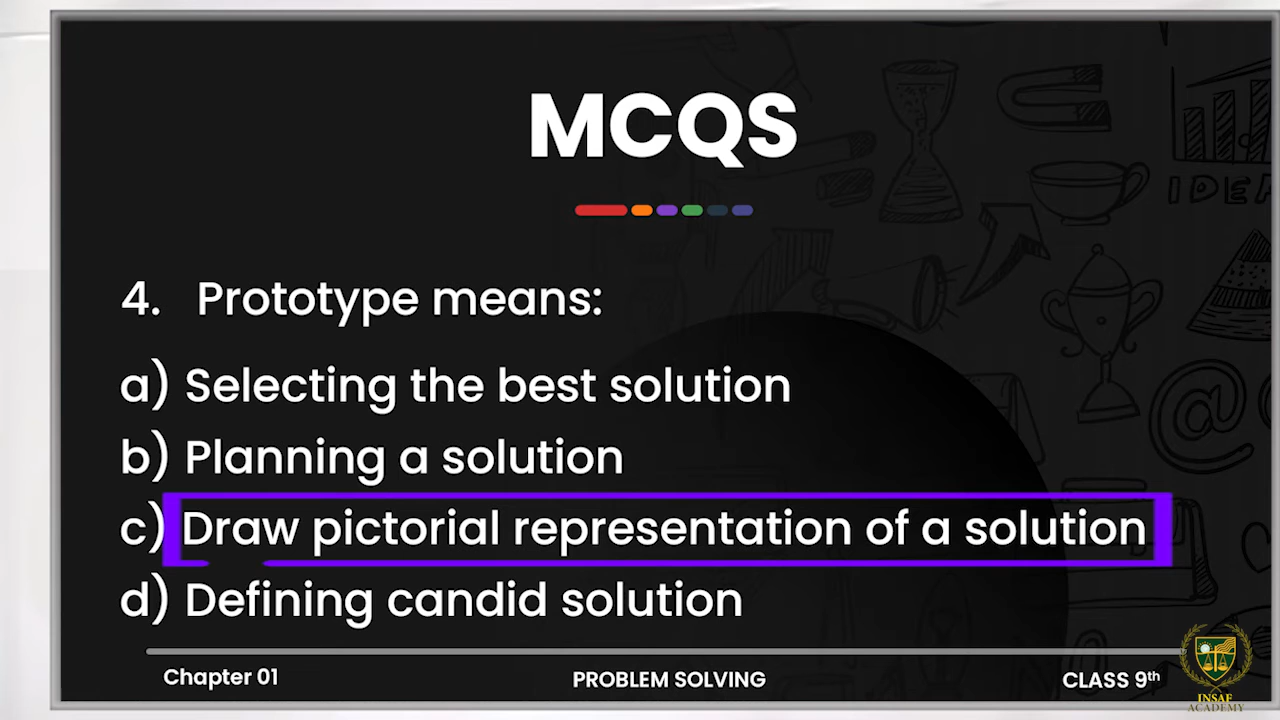 MCQS
IDEA
4. Prototype means:
a) Selecting the best solution
b) Planning a solution
c) Draw pictorial representation of a solution
d) Defining candid solution
Chapter 01
PROBLEM SOLVING
CLASS 9th
INSAF
ACADEMY